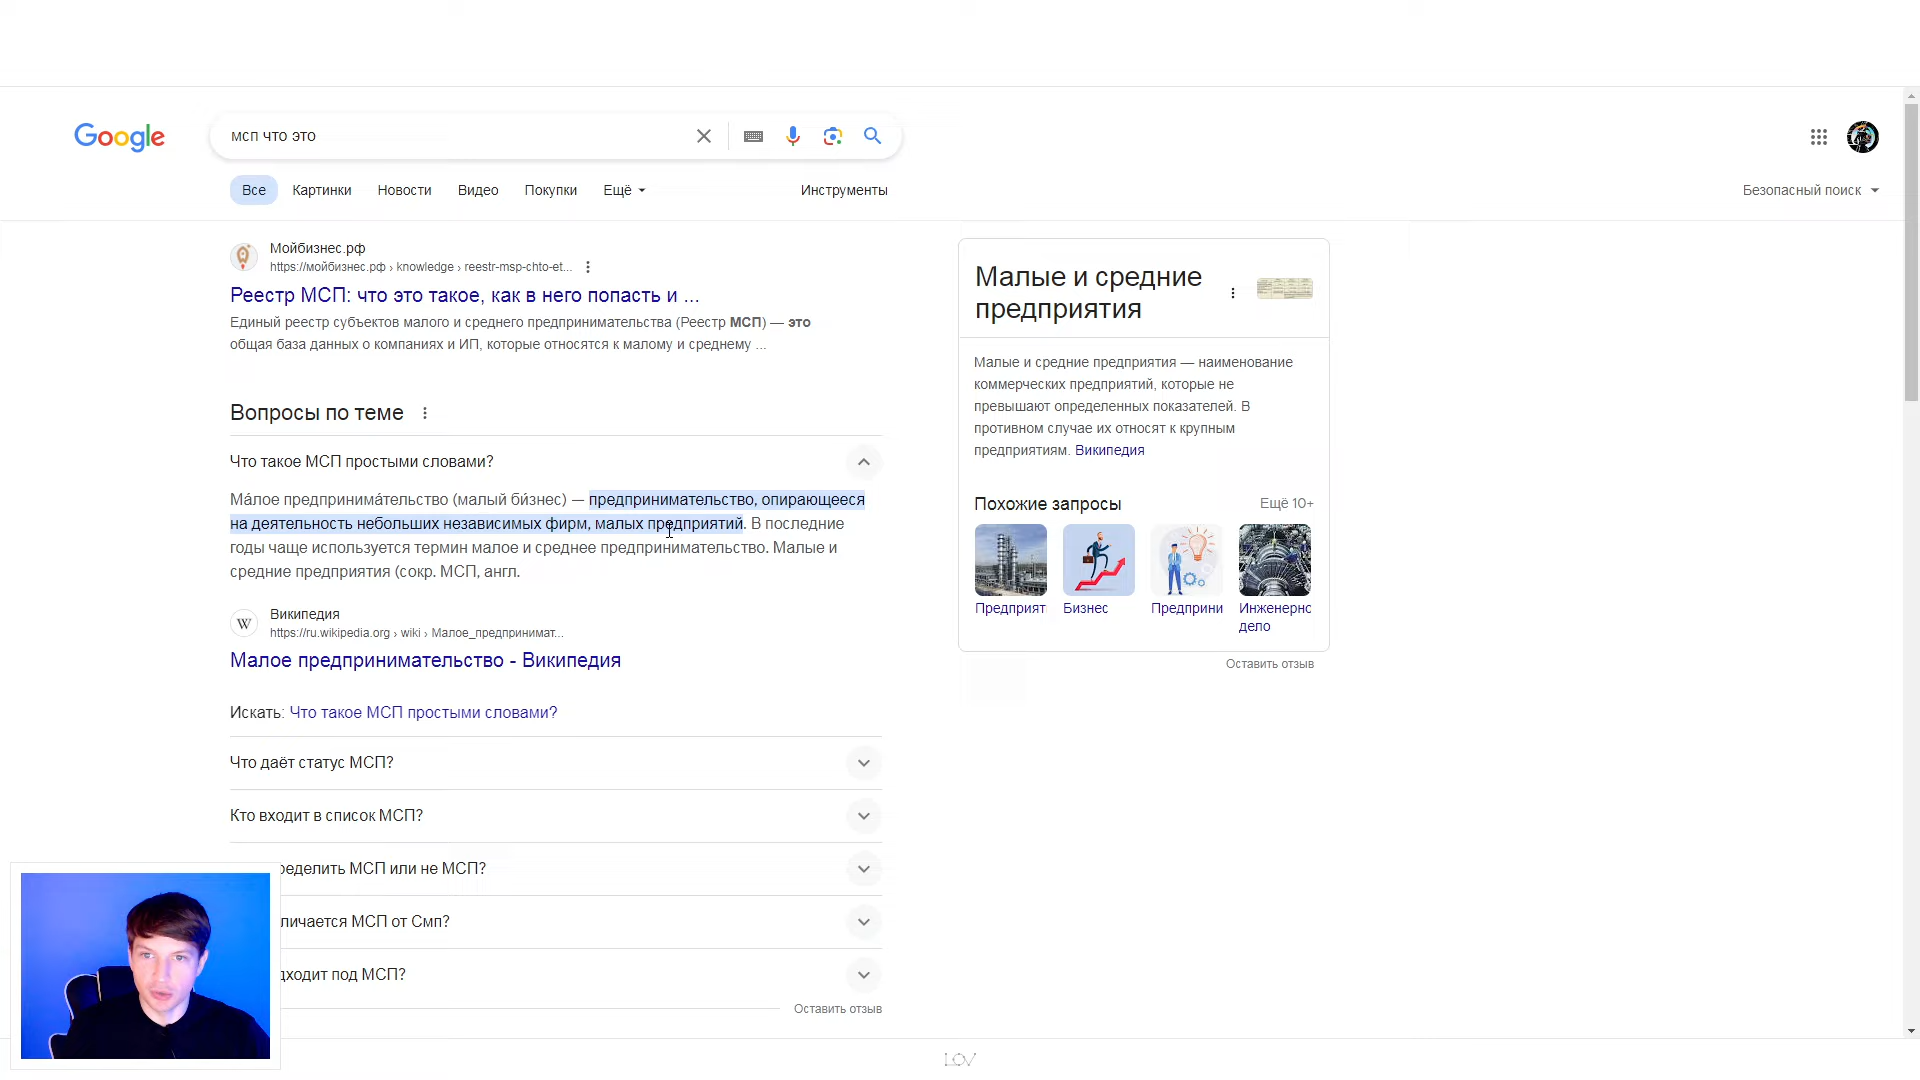 Google
мсп что это
Все Картинки Новости Видео Покупки Ещё Инструменты Безопасный поиск
Мойбизнес.рф
https://мойбизнес.рф › knowledge › reestr-msp-chto-et...
Реестр МСП: что это такое, как в него попасть и ...
Единый реестр субъектов малого и среднего предпринимательства (Реестр МСП) — это
общая база данных о компаниях и ИП, которые относятся к малому и среднему ...
Вопросы по теме
Что такое МСП простыми словами?
Ма́лое предпринима́тельство (малый би́знес) — предпринимательство, опирающееся
на деятельность небольших независимых фирм, малых предприятий. В последние
годы чаще используется термин малое и среднее предпринимательство. Малые и
средние предприятия (сокр. МСП, англ.
Википедия
https://ru.wikipedia.org › wiki › Малое_предпринимат...
Малое предпринимательство - Википедия
Искать: Что такое МСП простыми словами?
Что даёт статус МСП?
Кто входит в список МСП?
ределить МСП или не МСП?
личается МСП от Смп?
дходит под МСП?
Оставить отзыв
Малые и средние
предприятия
Малые и средние предприятия — наименование
коммерческих предприятий, которые не
превышают определенных показателей. В
противном случае их относят к крупным
предприятиям. Википедия
Похожие запросы Ещё 10+
Предприят Бизнес Предприни Инженерно
дело
Оставить отзыв
LOV